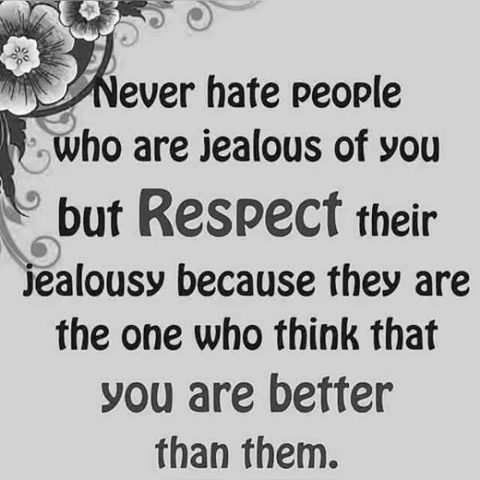 Never hate people
who are jealous of you
but Respect their
jealousy because they are
the one who think that
you are better
than them.